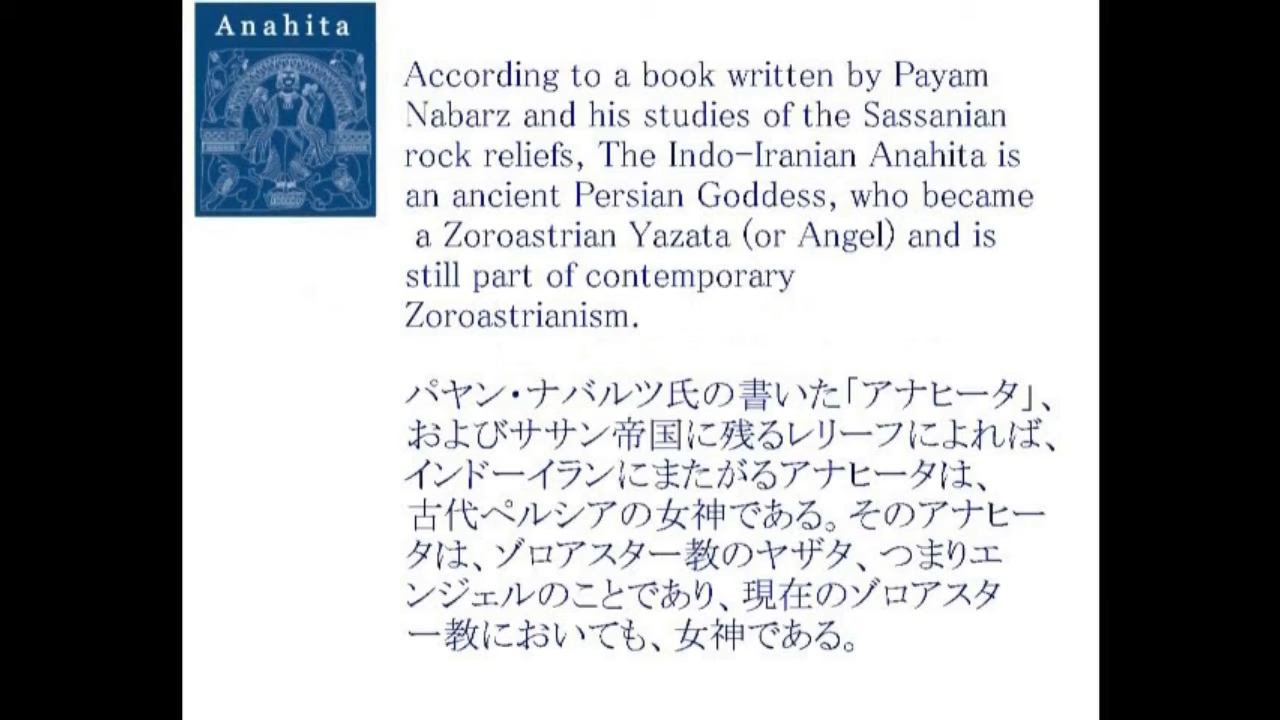 Anahita
According to a book written by Payam
Nabarz and his studies of the Sassanian
rock reliefs, The Indo-Iranian Anahita is
an ancient Persian Goddess, who became
a Zoroastrian Yazata (or Angel) and is
still part of contemporary
Zoroastrianism.
パヤン・ナバルツ氏の書いた「アナヒータ」、
およびササン帝国に残るレリーフによれば、
インドーイランにまたがるアナヒータは、
古代ペルシアの女神である。そのアナヒー
タは、ゾロアスター教のヤザタ、つまりエ
ンジェルのことであり、現在のゾロアスタ
ー教においても、女神である。